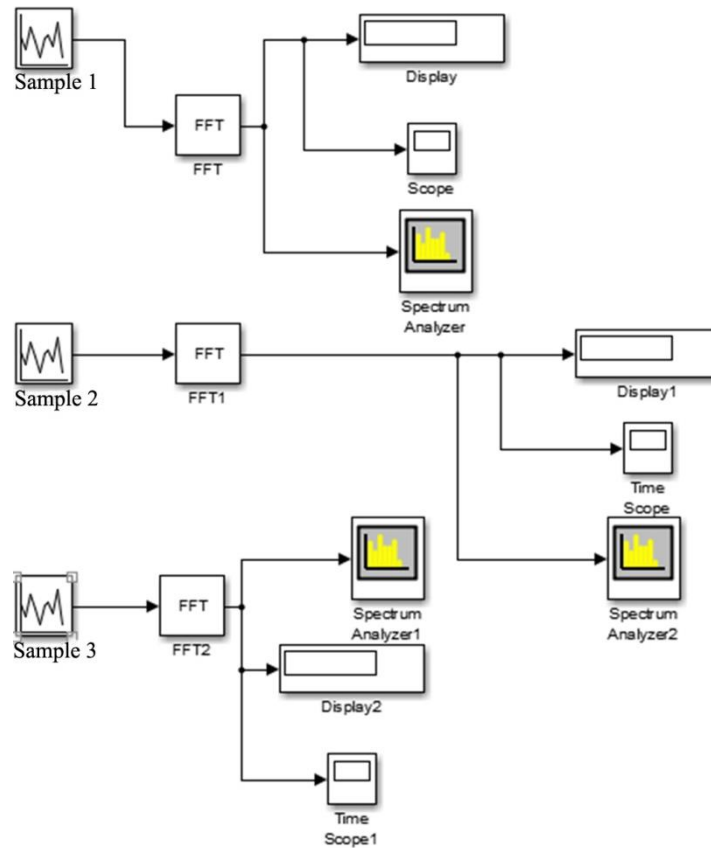 Sample 1
FFT
FFT
Display
Scope
Spectrum
Analyzer
Sample 2
FFT
FFT1
Display1
Time
Scope
Spectrum
Analyzer2
Sample 3
FFT
FFT2
Spectrum
Analyzer1
Display2
Time
Scope1